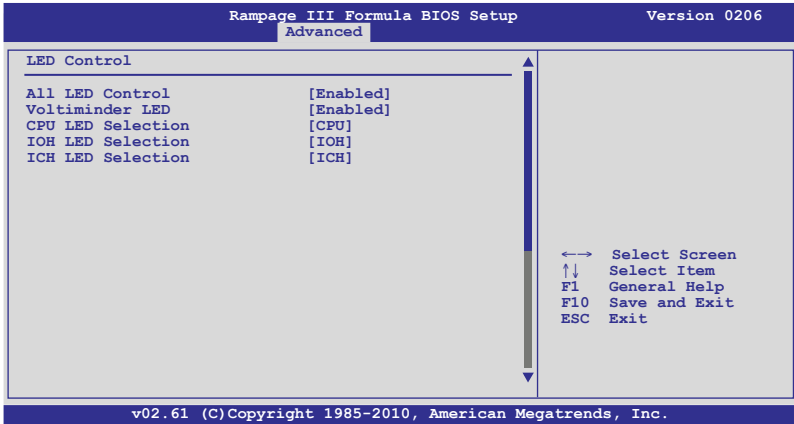 Rampage III Formula BIOS Setup Version 0206
Advanced
LED Control
All LED Control [Enabled]
Voltiminder LED [Enabled]
CPU LED Selection [CPU]
IOH LED Selection [IOH]
ICH LED Selection [ICH]
←→ Select Screen
↑↓ Select Item
F1 General Help
F10 Save and Exit
ESC Exit
v02.61 (C)Copyright 1985-2010, American Megatrends, Inc.